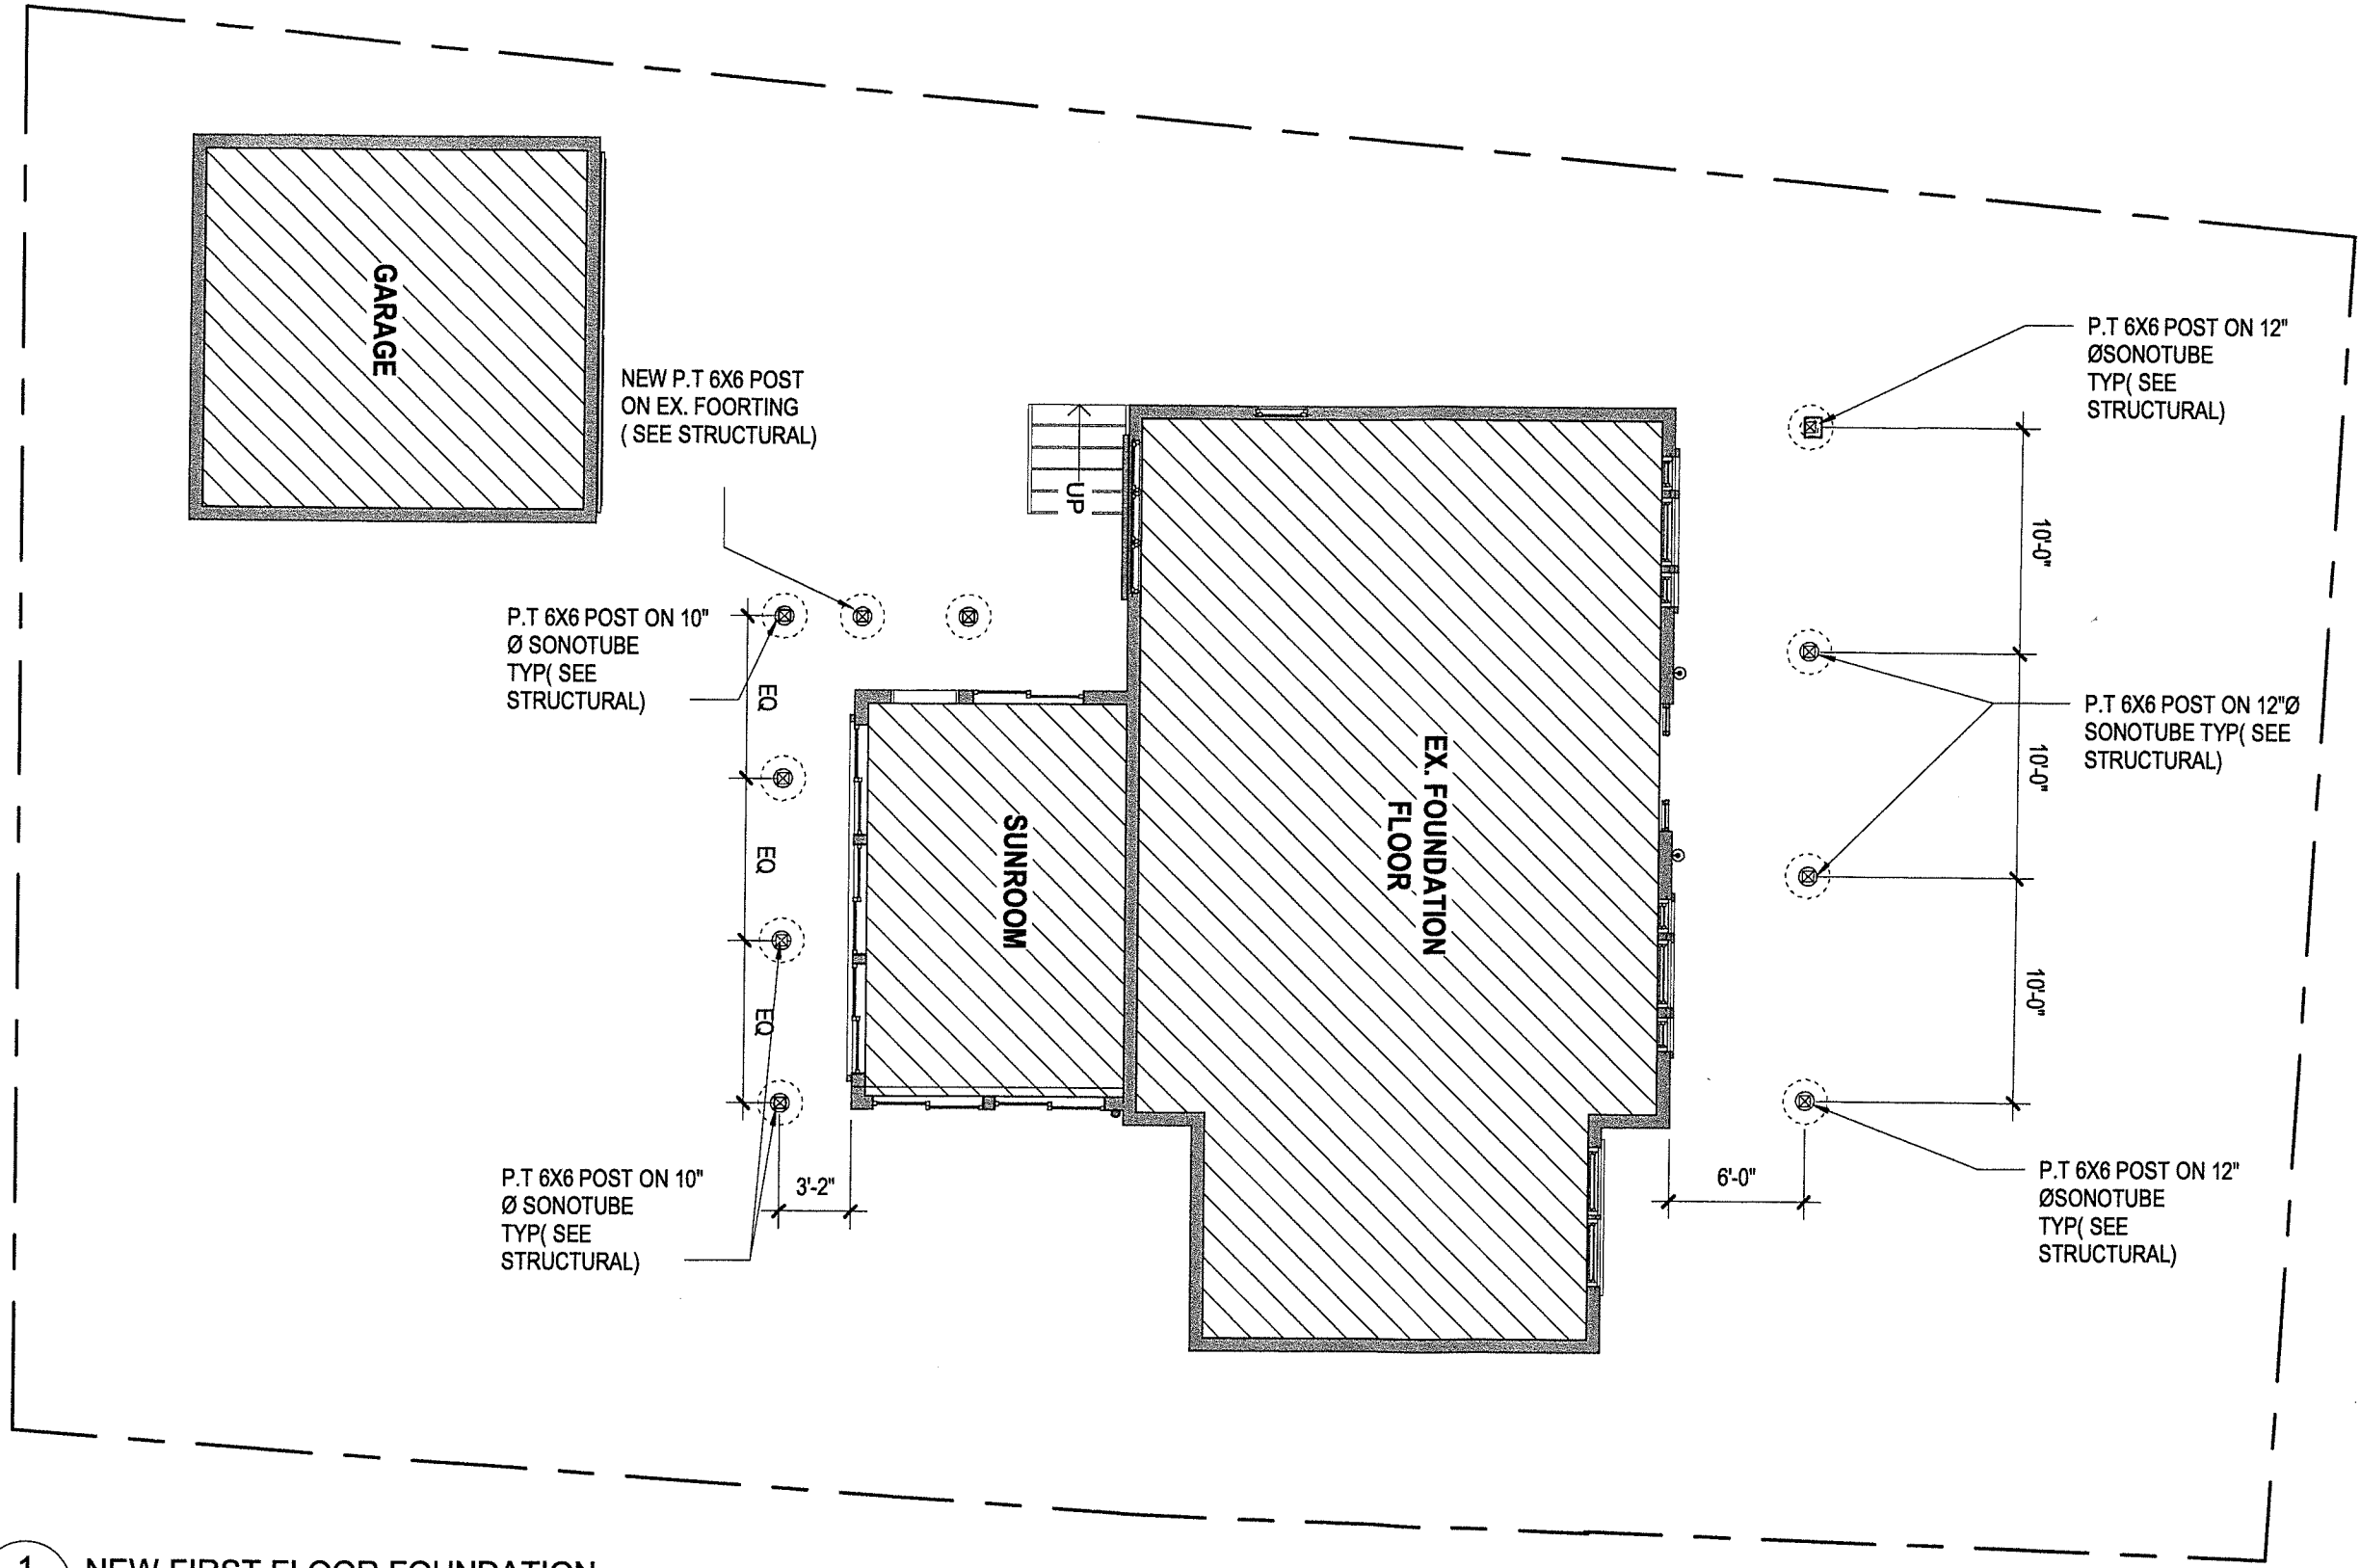 GARAGE
NEW P.T 6X6 POST
ON EX. FOORTING
( SEE STRUCTURAL)
UP
P.T 6X6 POST ON 12"
ØSONOTUBE
TYP( SEE
STRUCTURAL)
10'-0"
P.T 6X6 POST ON 10"
Ø SONOTUBE
TYP( SEE
STRUCTURAL)
EQ
EQ
EQ
SUNROOM
EX. FOUNDATION
FLOOR
P.T 6X6 POST ON 12"Ø
SONOTUBE TYP( SEE
STRUCTURAL)
10'-0"
10'-0"
P.T 6X6 POST ON 10"
Ø SONOTUBE
TYP( SEE
STRUCTURAL)
3'-2"
6'-0"
P.T 6X6 POST ON 12"
ØSONOTUBE
TYP( SEE
STRUCTURAL)
1 NEW FIRST FLOOR FOUNDATION